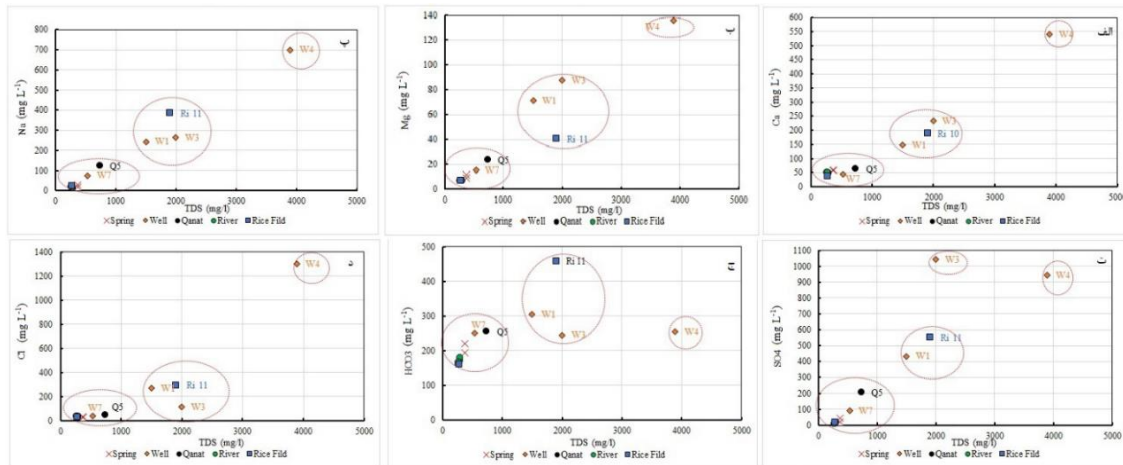 800
700
600
500
400
300
200
100
0
Na (mg L⁻¹)
W4
Ri 11
W1
W3
Q5
W7
ب
0 1000 2000 3000 4000 5000
TDS (mg/l)
Spring Well Qanat River Rice Fild
140
120
100
80
60
40
20
0
Mg (mg L⁻¹)
W4
W3
W1
Ri 11
Q5
W7
0 1000 2000 3000 4000 5000
TDS (mg/l)
Spring Well Qanat River Rice Fild
600
550
500
450
400
350
300
250
200
150
100
50
0
Ca (mg L⁻¹)
W4
W3
Ri 10
W1
Q5
W7
الف
0 1000 2000 3000 4000 5000
TDS (mg/l)
Spring Well Qanat River Rice Fild
1400
1200
1000
800
600
400
200
0
Cl (mg L⁻¹)
W4
W1
Ri 11
W3
W7
Q5
0 1000 2000 3000 4000 5000
TDS (mg/l)
Spring Well Qanat River Rice Fild
500
400
300
200
100
0
HCO3 (mg L⁻¹)
Ri 11
W1
W3
W4
Q5
0 1000 2000 3000 4000 5000
TDS (mg/l)
Spring Well Qanat River Rice Fild
1100
1000
900
800
700
600
500
400
300
200
100
0
SO4 (mg L⁻¹)
W3
W4
Ri 11
W1
Q5
W7
0 1000 2000 3000 4000 5000
TDS (mg/l)
Spring Well Qanat River Rice Fild